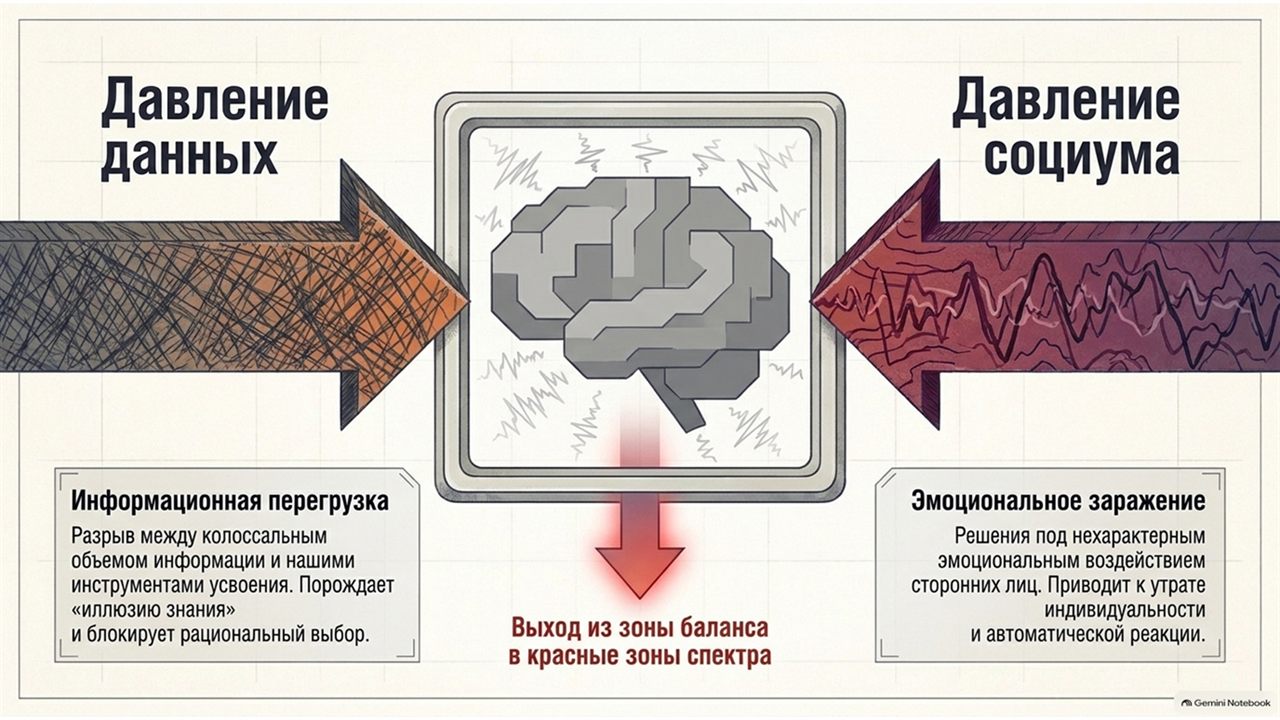 Давление
данных
Давление
социума
Информационная перегрузка
Разрыв между колоссальным
объемом информации и нашими
инструментами усвоения. Порождает
«иллюзию знания»
и блокирует рациональный выбор.
Выход из зоны баланса
в красные зоны спектра
Эмоциональное заражение
Решения под нехарактерным
эмоциональным воздействием
сторонних лиц. Приводит к утрате
индивидуальности
и автоматической реакции.
Gemini Notebook